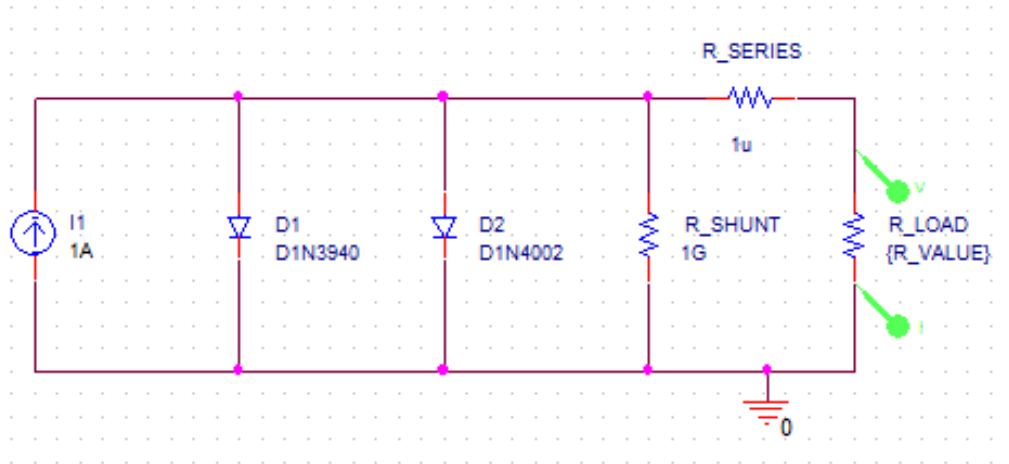 R_SERIES
1u
I1
1A
D1
D1N3940
D2
D1N4002
R_SHUNT
1G
R_LOAD
{R_VALUE}
V
I
0